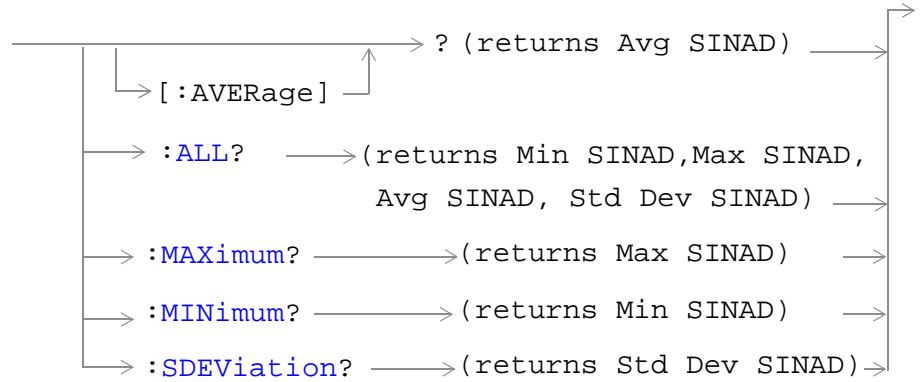 ? (returns Avg SINAD)
[:AVERage]
:ALL? (returns Min SINAD,Max SINAD,
Avg SINAD, Std Dev SINAD)
:MAXimum? (returns Max SINAD)
:MINimum? (returns Min SINAD)
:SDEViation? (returns Std Dev SINAD)